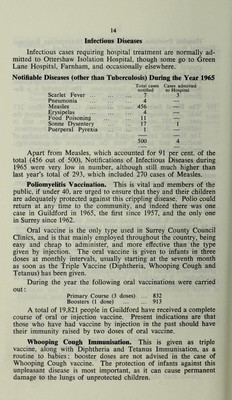 14
Infectious Diseases
Infectious cases requiring hospital treatment are normally ad-
mitted to Ottershaw Isolation Hospital, though some go to Green
Lane Hospital, Farnham, and occasionally elsewhere.
Notifiable Diseases (other than Tuberculosis) During the Year 1965
Total cases notified Cases admitted to Hospital
Scarlet Fever ... 7 3
Pneumonia ... 4 —
Measles ... 456 —
Erysipelas ... 4 —
Food Poisoning ... 11 —
Sonne Dysentery ... 17 1
Puerperal Pyrexia ... 1 —
500 4
Apart from Measles, which accounted for 91 per cent. of the
total (456 out of 500), Notifications of Infectious Diseases during
1965 were very low in number, although still much higher than
last year's total of 293, which included 270 cases of Measles.
Poliomyelitis Vaccination. This is vital and members of the
public, if under 40, are urged to ensure that they and their children
are adequately protected against this crippling disease. Polio could
return at any time to the community, and indeed there was one
case in Guildford in 1965, the first since 1957, and the only one
in Surrey since 1962.
Oral vaccine is the only type used in Surrey County Council
Clinics, and is that mainly employed throughout the country, being
easy and cheap to administer, and more effective than the type
given by injection. The oral vaccine is given to infants in three
doses at monthly intervals, usually starting at the seventh month
as soon as the Triple Vaccine (Diphtheria, Whooping Cough and
Tetanus) has been given.
During the year the following oral vaccinations were carried
out:
Primary Course (3 doses) ... 832
Boosters (1 dose) ... 913
A total of 19,821 people in Guildford have received a complete
course of oral or injection vaccine. Present indications are that
those who have had vaccine by injection in the past should have
their immunity raised by two doses of oral vaccine.
Whooping Cough Immunisation. This is given as triple
vaccine, along with Diphtheria and Tetanus Immunisation, as a
routine to babies; booster doses are not advised in the case of
Whooping Cough vaccine. The protection of infants against this
unpleasant disease is most important, as it can cause permanent
damage to the lungs of unprotected children.